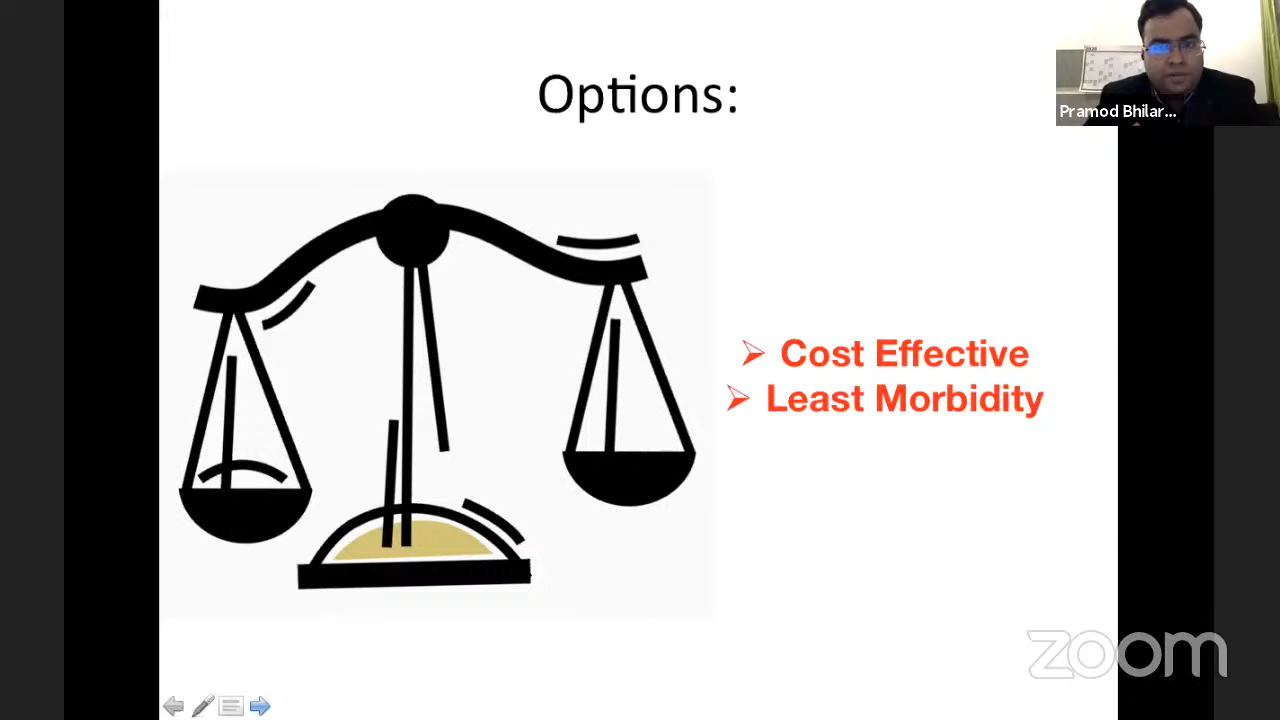 Options:
Cost Effective
Least Morbidity
Pramod Bhilar...
zoom